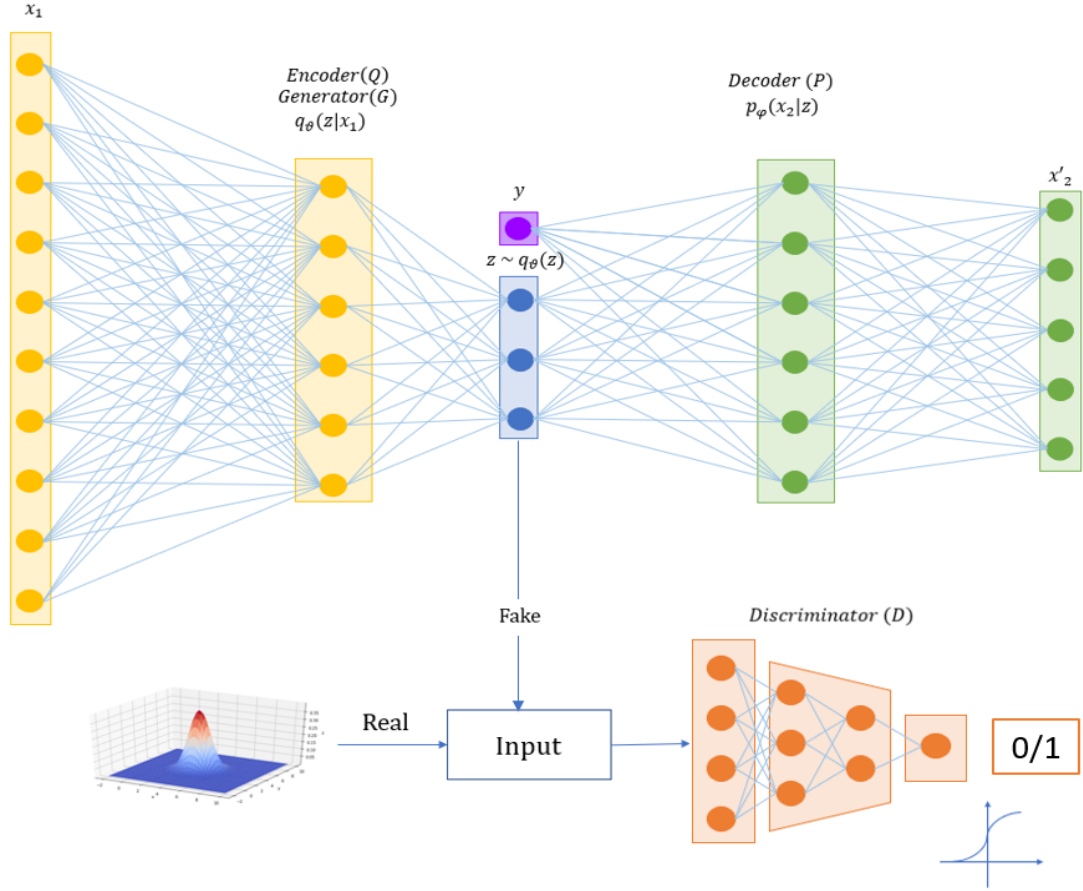 x₁
Encoder(Q)
Generator(G)
q_ϑ(z|x₁)
Decoder (P)
p_φ(x₂|z)
y
z ~ q_ϑ(z)
x'₂
Fake
Discriminator (D)
Real
Input
0/1